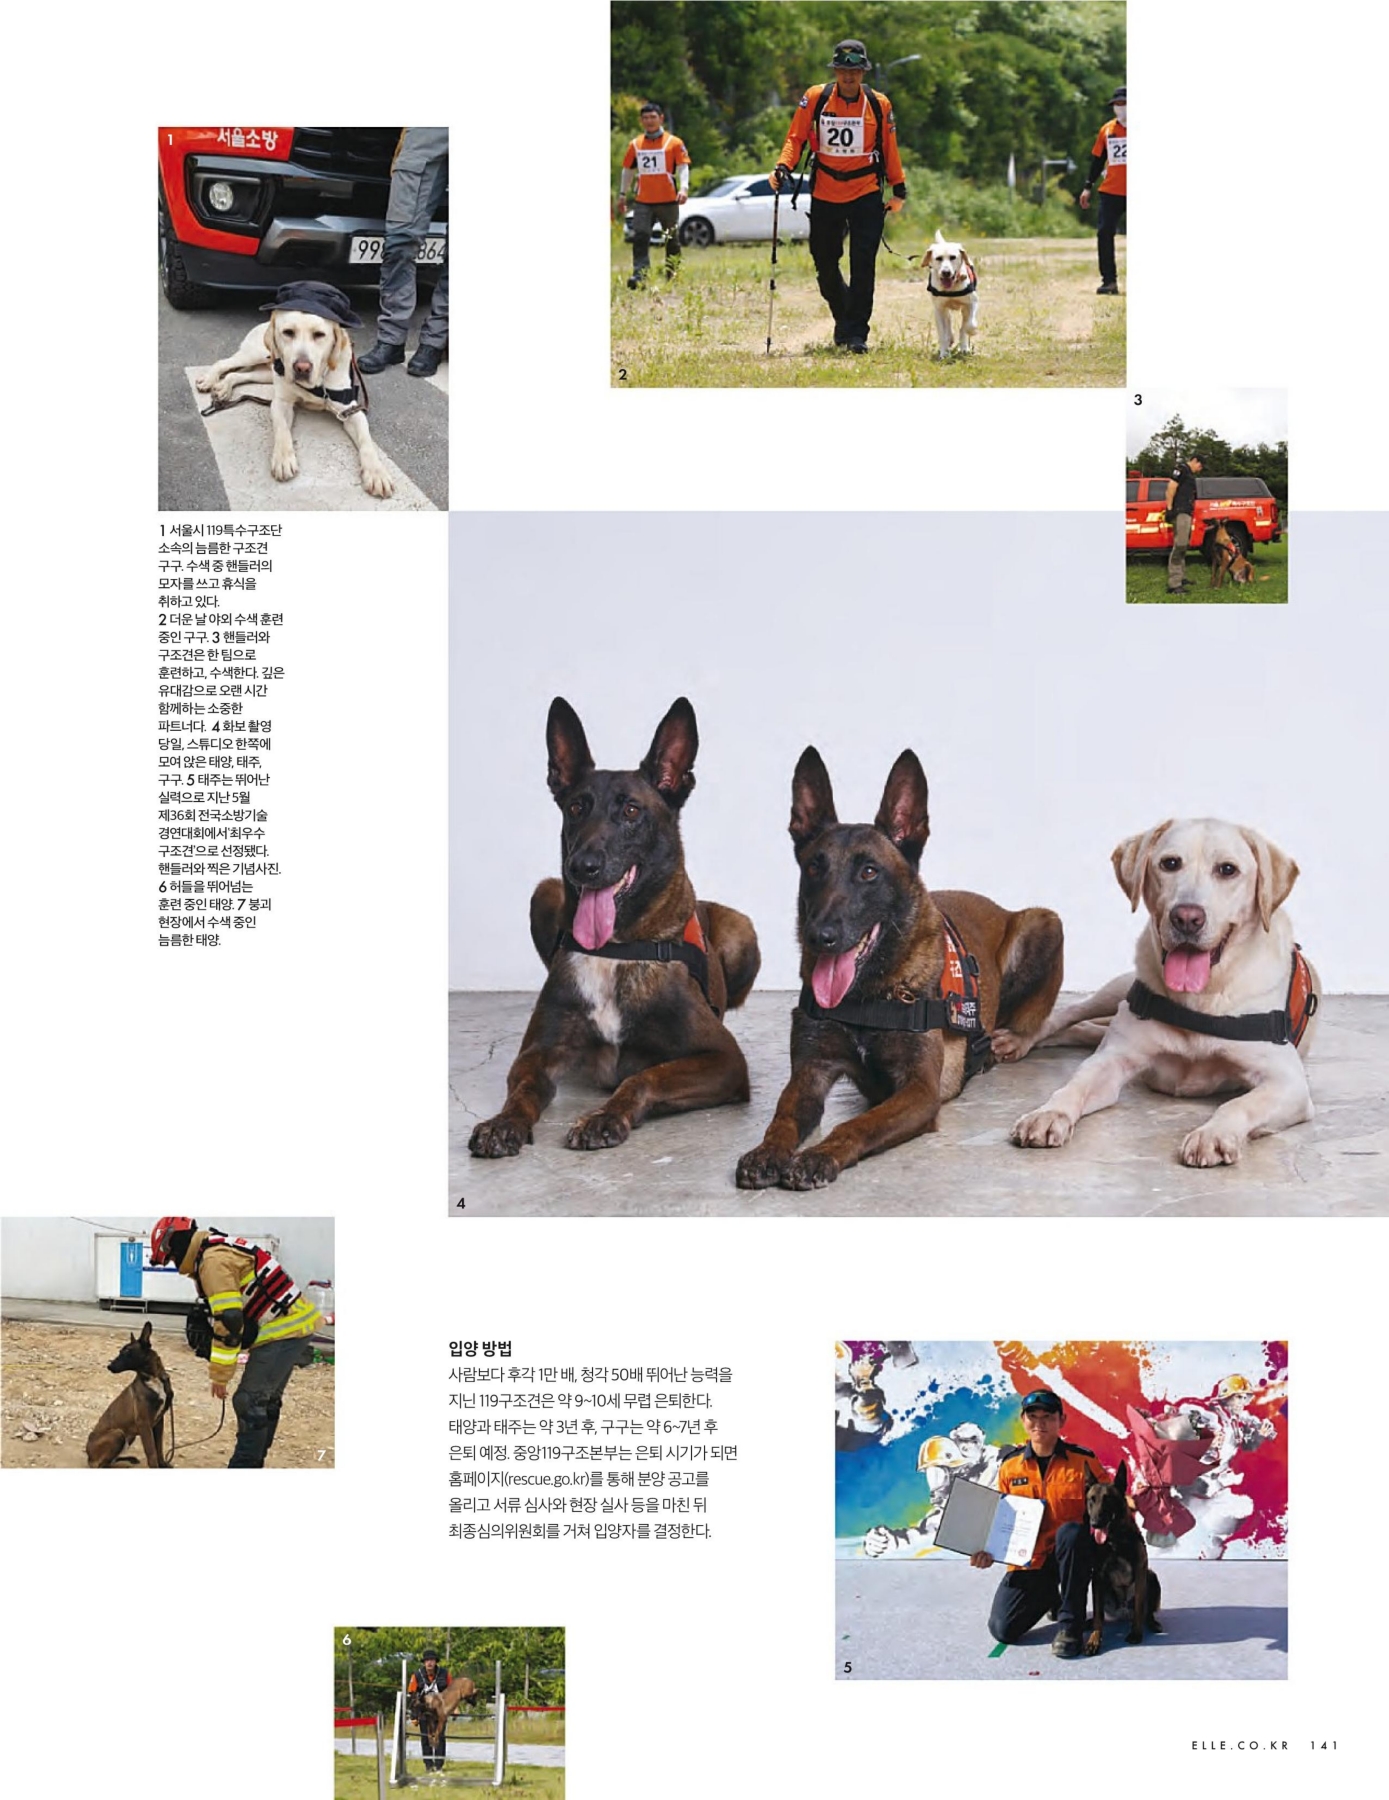 1
서울소방
998
864
21
20
22
2
3
1 서울시 119특수구조단
소속의 늠름한 구조견
구구. 수색 중 핸들러의
모자를 쓰고 휴식을
취하고 있다.
2 더운 날 야외 수색 훈련
중인 구구. 3 핸들러와
구조견은 한 팀으로
훈련하고, 수색한다. 깊은
유대감으로 오랜 시간
함께하는 소중한
파트너다. 4 화보 촬영
당일, 스튜디오 한쪽에
모여 앉은 태양, 태주,
구구. 5 태주는 뛰어난
실력으로 지난 5월
제36회 전국소방기술
경연대회에서 '최우수
구조견'으로 선정됐다.
핸들러와 찍은 기념사진.
6 허들을 뛰어넘는
훈련 중인 태양. 7 붕괴
현장에서 수색 중인
늠름한 태양.
4
7
입양 방법
사람보다 후각 1만 배, 청각 50배 뛰어난 능력을
지닌 119구조견은 약 9~10세 무렵 은퇴한다.
태양과 태주는 약 3년 후, 구구는 약 6~7년 후
은퇴 예정. 중앙119구조본부는 은퇴 시기가 되면
홈페이지(rescue.go.kr)를 통해 분양 공고를
올리고 서류 심사와 현장 실사 등을 마친 뒤
최종심의위원회를 거쳐 입양자를 결정한다.
5
6
ELLE.CO.KR 141